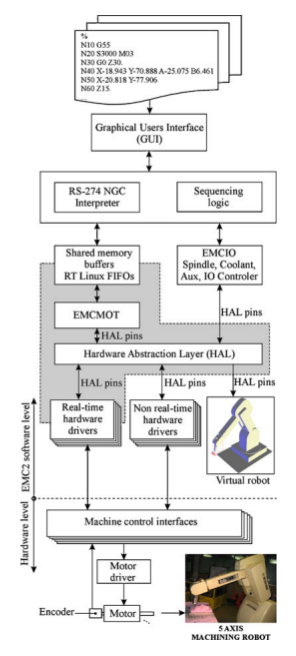 %
N10 G55
N20 S3000 M03
N30 G0 Z30.
N40 X-18.943 Y-70.888 A-25.075 B6.461
N50 X-20.818 Y-77.906
N60 Z15.
..
Graphical Users Interface
(GUI)
RS-274 NGC
Interpreter
Sequencing
logic
Shared memory
buffers
RT Linux FIFOs
EMCIO
Spindle, Coolant,
Aux, IO Controler
EMCMOT
HAL pins
HAL pins
Hardware Abstraction Layer (HAL)
HAL pins
HAL pins
HAL pins
Real-time
hardware
drivers
Non real-time
hardware
drivers
Virtual robot
EMC2 software level
Hardware level
Machine control interfaces
Motor
driver
Encoder
Motor
5 AXIS
MACHINING ROBOT